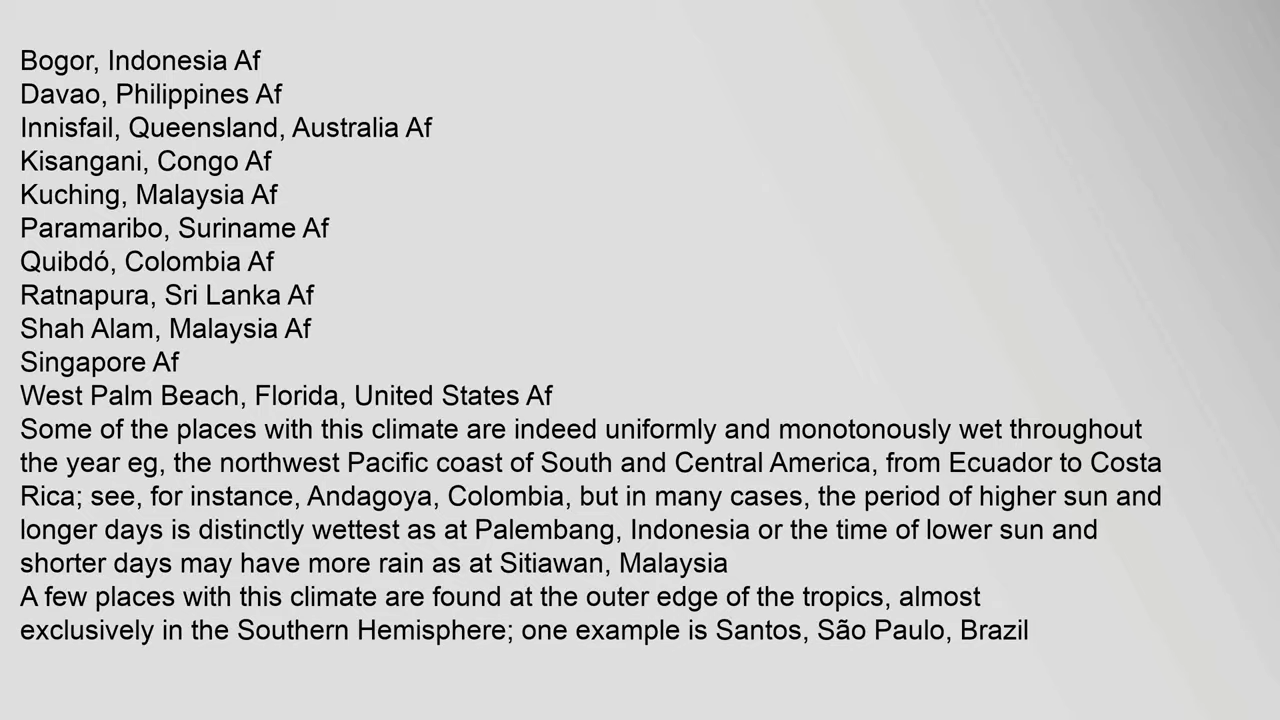 Bogor, Indonesia Af
Davao, Philippines Af
Innisfail, Queensland, Australia Af
Kisangani, Congo Af
Kuching, Malaysia Af
Paramaribo, Suriname Af
Quibdó, Colombia Af
Ratnapura, Sri Lanka Af
Shah Alam, Malaysia Af
Singapore Af
West Palm Beach, Florida, United States Af
Some of the places with this climate are indeed uniformly and monotonously wet throughout
the year eg, the northwest Pacific coast of South and Central America, from Ecuador to Costa
Rica; see, for instance, Andagoya, Colombia, but in many cases, the period of higher sun and
longer days is distinctly wettest as at Palembang, Indonesia or the time of lower sun and
shorter days may have more rain as at Sitiawan, Malaysia
A few places with this climate are found at the outer edge of the tropics, almost
exclusively in the Southern Hemisphere; one example is Santos, São Paulo, Brazil